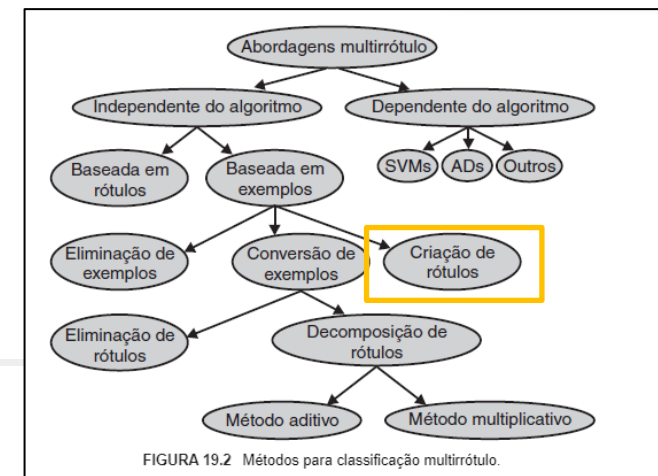 Abordagens multirrótulo
Independente do algoritmo
Dependente do algoritmo
Baseada em
rótulos
Baseada em
exemplos
SVMs
ADs
Outros
Eliminação de
exemplos
Conversão de
exemplos
Criação de
rótulos
Eliminação de
rótulos
Decomposição de
rótulos
Método aditivo
Método multiplicativo
FIGURA 19.2 Métodos para classificação multirrótulo.